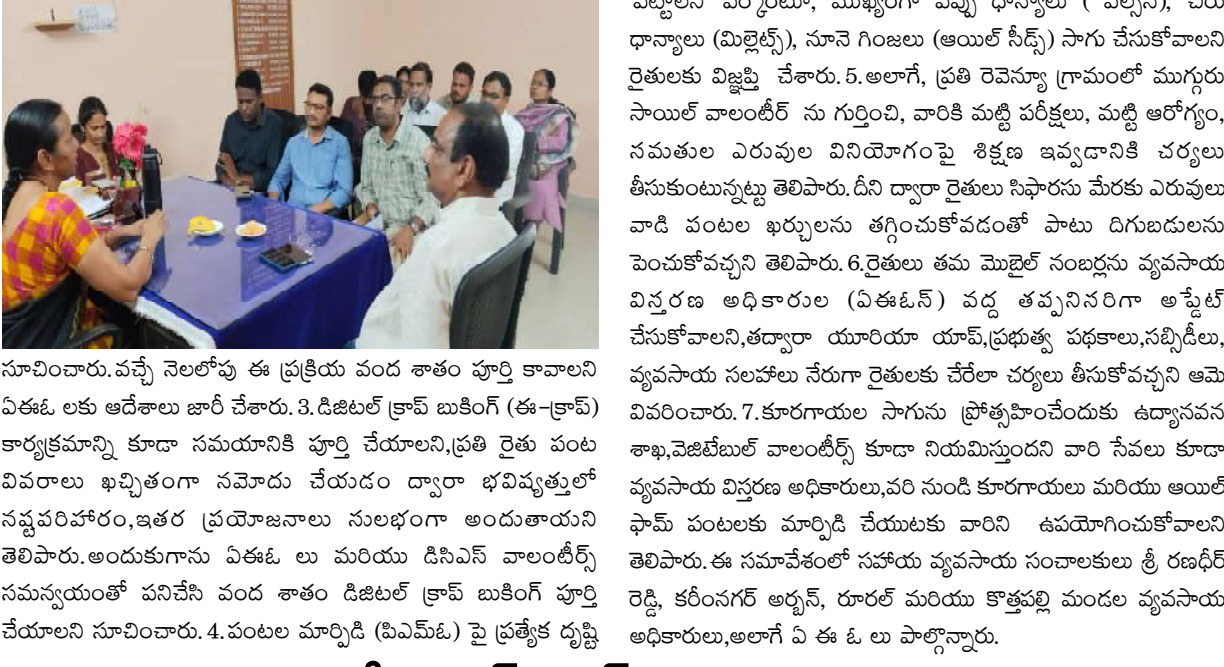 సూచించారు.వచ్చే నెలలోపు ఈ ప్రక్రియ వంద శాతం పూర్తి కావాలని
ఏఈఓ లకు ఆదేశాలు జారీ చేశారు. 3.డిజిటల్ క్రాప్ బుకింగ్ (ఈ-క్రాప్)
కార్యక్రమాన్ని కూడా సమయానికి పూర్తి చేయాలని,ప్రతి రైతు పంట
వివరాలు ఖచ్చితంగా నమోదు చేయడం ద్వారా భవిష్యత్తులో
నష్టపరిహారం,ఇతర ప్రయోజనాలు సులభంగా అందుతాయని
తెలిపారు.అందుకుగాను ఏఈఓ లు మరియు డిసిఎస్ వాలంటీర్స్
సమన్వయంతో పనిచేసి వంద శాతం డిజిటల్ క్రాప్ బుకింగ్ పూర్తి
చేయాలని సూచించారు. 4.పంటల మార్పిడి (పిఎమ్ఓ) పై ప్రత్యేక దృష్టి
ధాన్యాలు (మిల్లెట్స్), నూనె గింజలు (ఆయిల్ సీడ్స్) సాగు చేసుకోవాలని
రైతులకు విజ్ఞప్తి చేశారు. 5.అలాగే, ప్రతి రెవెన్యూ గ్రామంలో ముగ్గురు
సాయిల్ వాలంటీర్ ను గుర్తించి, వారికి మట్టి పరీక్షలు, మట్టి ఆరోగ్యం,
సమతుల ఎరువుల వినియోగంపై శిక్షణ ఇవ్వడానికి చర్యలు
తీసుకుంటున్నట్టు తెలిపారు.దీని ద్వారా రైతులు సిఫారసు మేరకు ఎరువులు
వాడి పంటల ఖర్చులను తగ్గించుకోవడంతో పాటు దిగుబడులను
పెంచుకోవచ్చని తెలిపారు. 6.రైతులు తమ మొబైల్ నంబర్లను వ్యవసాయ
విస్తరణ అధికారుల (ఏఈఓస్) వద్ద తప్పనిసరిగా అప్డేట్
చేసుకోవాలని,తద్వారా యూరియా యాప్,ప్రభుత్వ పథకాలు,సబ్సిడీలు,
వ్యవసాయ సలహాలు నేరుగా రైతులకు చేరేలా చర్యలు తీసుకోవచ్చని ఆమె
వివరించారు. 7.కూరగాయల సాగును ప్రోత్సహించేందుకు ఉద్యానవన
శాఖ,వెజిటేబుల్ వాలంటీర్స్ కూడా నియమిస్తుందని వారి సేవలు కూడా
వ్యవసాయ విస్తరణ అధికారులు,వరి నుండి కూరగాయలు మరియు ఆయిల్
ఫామ్ పంటలకు మార్పిడి చేయుటకు వారిని ఉపయోగించుకోవాలని
తెలిపారు.ఈ సమావేశంలో సహాయ వ్యవసాయ సంచాలకులు శ్రీ రణధీర్
రెడ్డి, కరీంనగర్ అర్బన్, రూరల్ మరియు కొత్తపల్లి మండల వ్యవసాయ
అధికారులు,అలాగే ఏ ఈ ఓ లు పాల్గొన్నారు.